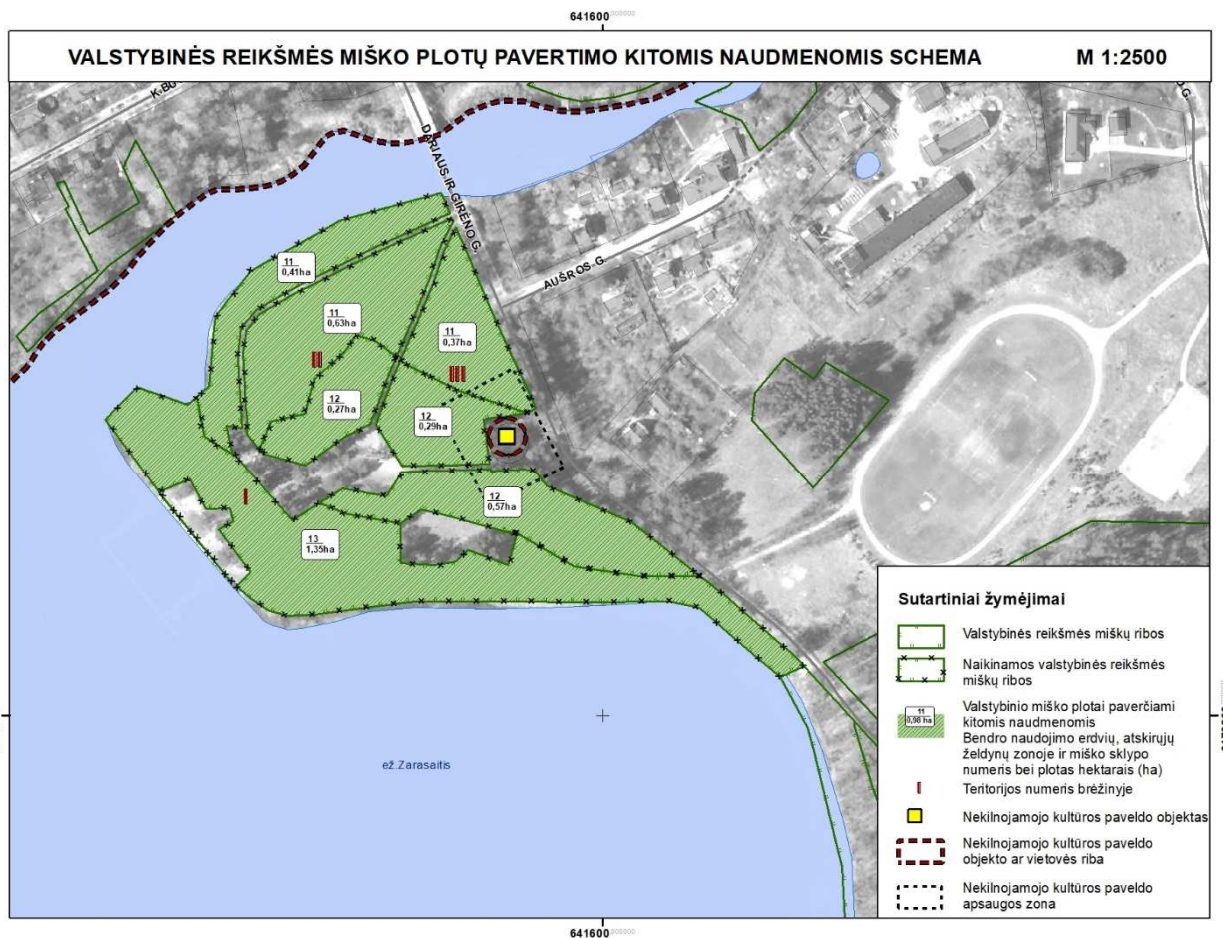 641600
VALSTYBINĖS REIKŠMĖS MIŠKO PLOTŲ PAVERTIMO KITOMIS NAUDMENOMIS SCHEMA M 1:2500
DARIAUS IR GIRĖNO G.
AUŠROS G.
11
0,41ha
11
0,63ha
11
0,37ha
12
0,27ha
12
0,29ha
12
0,57ha
13
1,35ha
I
II
III
ež.Zarasaitis
Sutartiniai žymėjimai
Valstybinės reikšmės miškų ribos
Naikinamos valstybinės reikšmės
miškų ribos
11
0,98 ha
Valstybinio miško plotai paverčiami
kitomis naudmenomis
Bendro naudojimo erdvių, atskirųjų
želdynų zonoje ir miško sklypo
numeris bei plotas hektarais (ha)
I
Teritorijos numeris brėžinyje
Nekilnojamojo kultūros paveldo objektas
Nekilnojamojo kultūros paveldo
objekto ar vietovės riba
Nekilnojamojo kultūros paveldo
apsaugos zona
641600